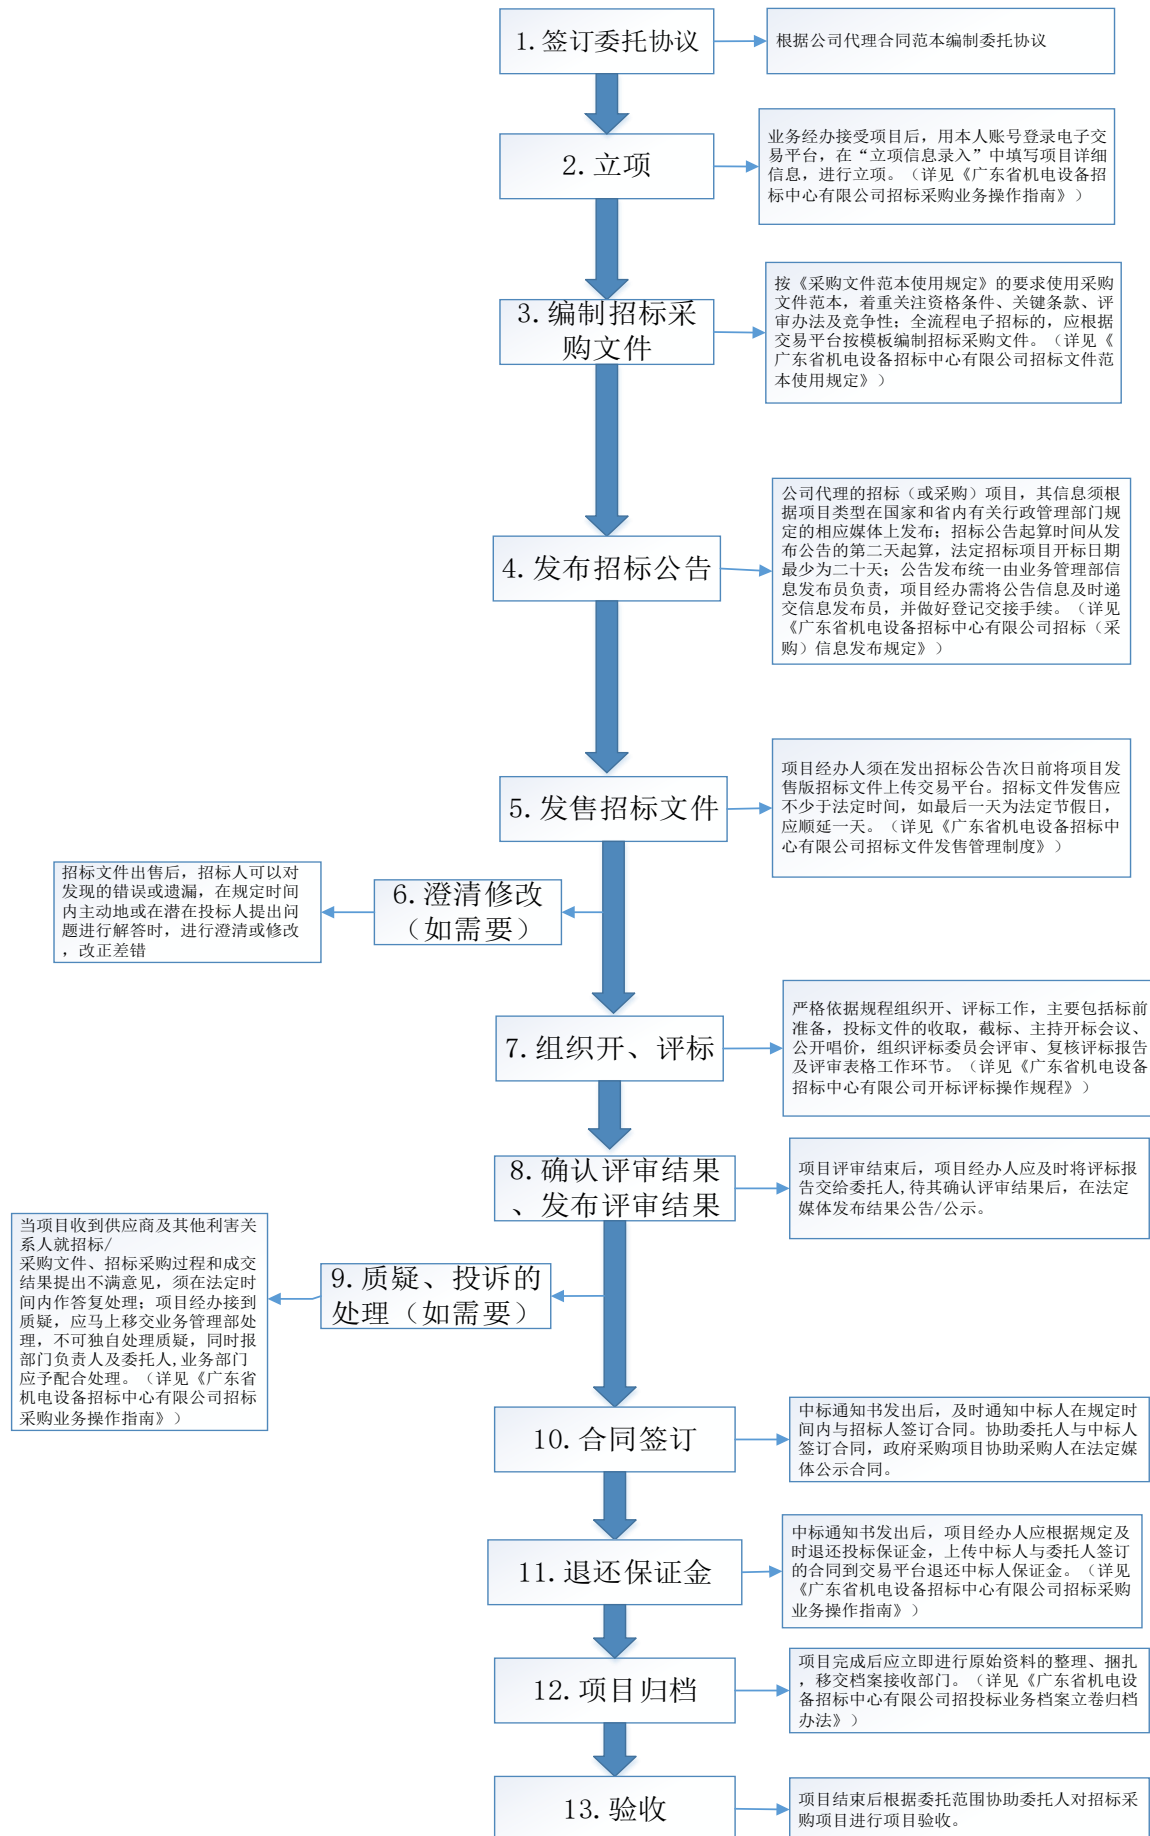 1.签订委托协议
根据公司代理合同范本编制委托协议
2.立项
业务经办接受项目后，用本人账号登录电子交
易平台，在“立项信息录入”中填写项目详细
信息，进行立项。（详见《广东省机电设备招
标中心有限公司招标采购业务操作指南》）
3.编制招标采
购文件
按《采购文件范本使用规定》的要求使用采购
文件范本，着重关注资格条件、关键条款、评
审办法及竞争性；全流程电子招标的，应根据
交易平台按模板编制招标采购文件。（详见《
广东省机电设备招标中心有限公司招标文件范
本使用规定》）
4.发布招标公告
公司代理的招标（或采购）项目，其信息须根
据项目类型在国家和省内有关行政管理部门规
定的相应媒体上发布；招标公告起算时间从发
布公告的第二天起算，法定招标项目开标日期
最少为二十天；公告发布统一由业务管理部信
息发布员负责，项目经办需将公告信息及时递
交信息发布员，并做好登记交接手续。（详见
《广东省机电设备招标中心有限公司招标（采
购）信息发布规定》）
5.发售招标文件
项目经办人须在发出招标公告次日前将项目发
售版招标文件上传交易平台。招标文件发售应
不少于法定时间，如最后一天为法定节假日，
应顺延一天。（详见《广东省机电设备招标中
心有限公司招标文件发售管理制度》）
6.澄清修改
（如需要）
招标文件出售后，招标人可以对
发现的错误或遗漏，在规定时间
内主动地或在潜在投标人提出问
题进行解答时，进行澄清或修改
，改正差错
7.组织开、评标
严格依据规程组织开、评标工作，主要包括标前
准备，投标文件的收取，截标、主持开标会议、
公开唱价，组织评标委员会评审、复核评标报告
及评审表格工作环节。（详见《广东省机电设备
招标中心有限公司开标评标操作规程》）
8.确认评审结果
、发布评审结果
项目评审结束后，项目经办人应及时将评标报
告交给委托人,待其确认评审结果后，在法定
媒体发布结果公告/公示。
9.质疑、投诉的
处理（如需要）
当项目收到供应商及其他利害关
系人就招标/
采购文件、招标采购过程和成交
结果提出不满意见，须在法定时
间内作答复处理；项目经办接到
质疑，应马上移交业务管理部处
理，不可独自处理质疑，同时报
部门负责人及委托人,业务部门
应予配合处理。（详见《广东省
机电设备招标中心有限公司招标
采购业务操作指南》）
10.合同签订
中标通知书发出后，及时通知中标人在规定时
间内与招标人签订合同。协助委托人与中标人
签订合同，政府采购项目协助采购人在法定媒
体公示合同。
11.退还保证金
中标通知书发出后，项目经办人应根据规定及
时退还投标保证金，上传中标人与委托人签订
的合同到交易平台退还中标人保证金。（详见
《广东省机电设备招标中心有限公司招标采购
业务操作指南》）
12.项目归档
项目完成后应立即进行原始资料的整理、捆扎
，移交档案接收部门。（详见《广东省机电设
备招标中心有限公司招投标业务档案立卷归档
办法》）
13.验收
项目结束后根据委托范围协助委托人对招标采
购项目进行项目验收。